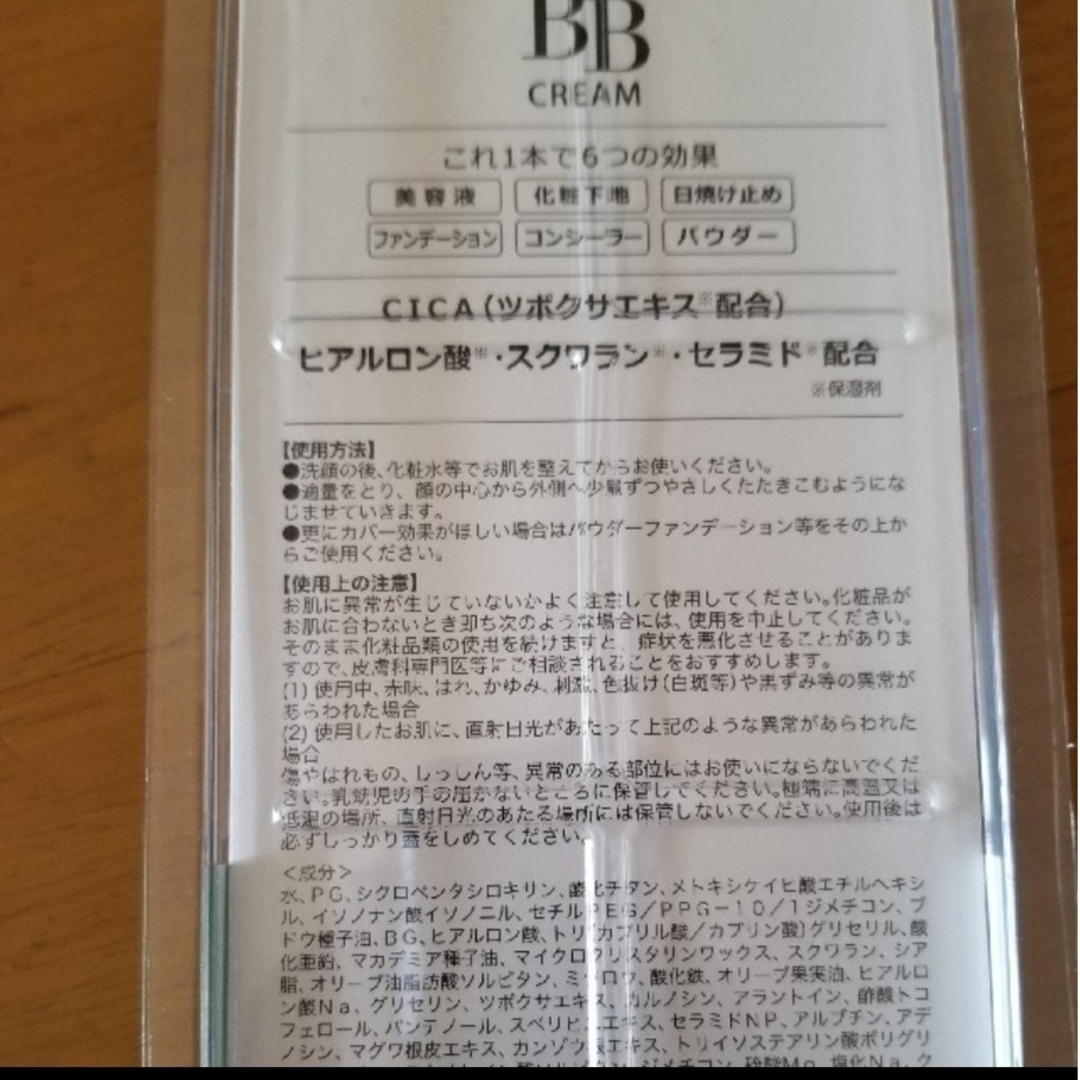 BB
CREAM
これ1本で6つの効果
美容液 化粧下地 日焼け止め
ファンデーション コンシーラー パウダー
CICA(ツボクサエキス※配合)
ヒアルロン酸※・スクワラン※・セラミド※配合
※保湿剤
【使用方法】
●洗顔の後、化粧水等でお肌を整えてからお使いください。
●適量をとり、顔の中心から外側へ少量ずつやさしくたたきこむようにな
じませていきます。
●更にカバー効果がほしい場合はパウダーファンデーション等をその上か
らご使用ください。
【使用上の注意】
お肌に異常が生じていないかよく注意して使用してください。化粧品が
お肌に合わないとき即ち次のような場合には、使用を中止してください。
そのまま化粧品類の使用を続けますと、症状を悪化させることがありま
すので、皮膚科専門医等にご相談されることをおすすめします。
(1) 使用中、赤味、はれ、かゆみ、刺激、色抜け(白斑等)や黒ずみ等の異常が
あらわれた場合
(2) 使用したお肌に、直射日光があたって上記のような異常があらわれた
場合
傷やはれもの、しっしん等、異常のある部位にはお使いにならないでくだ
さい。乳幼児の手の届かないところに保管してください。極端に高温又は
低温の場所、直射日光のあたる場所には保管しないでください。使用後は
必ずしっかり蓋をしめてください。
<成分>
水、PG、シクロペンタシロキサン、酸化チタン、メトキシケイヒ酸エチルヘキシ
ル、イソノナン酸イソノニル、セチルPEG/PPG-10/1ジメチコン、ブ
ドウ種子油、BG、ヒアルロン酸、トリ(カプリル酸/カプリン酸)グリセリル、酸
化亜鉛、マカデミア種子油、マイクロクリスタリンワックス、スクワラン、シア
脂、オリーブ油脂肪酸ソルビタン、ミツロウ、酸化鉄、オリーブ果実油、ヒアルロ
ン酸Na、グリセリン、ツボクサエキス、カルノシン、アラントイン、酢酸トコ
フェロール、パンテノール、スベリヒユエキス、セラミドNP、アルブチン、アデ
ノシン、マグワ根皮エキス、カンゾウ根エキス、トリイソステアリン酸ポリグリ
ジメチコン、硫酸Mg、塩化Na、ク